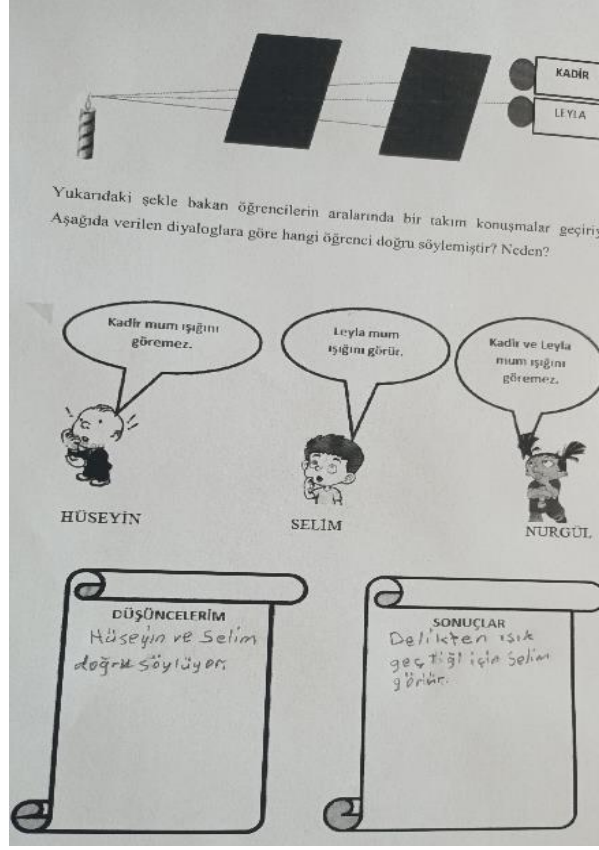 KADİR
LEYLA
Yukarıdaki şekle bakan öğrencilerin aralarında bir takım konuşmalar geçiriy
Aşağıda verilen diyaloglara göre hangi öğrenci doğru söylemiştir? Neden?
Kadir mum ışığını
göremez.
Leyla mum
ışığını görür.
Kadir ve Leyla
mum ışığını
göremez.
HÜSEYİN
SELİM
NURGÜL
DÜŞÜNCELERİM
Hüseyin ve Selim
doğru söylüyor.
SONUÇLAR
Delikten ışık
geçtiği için Selim
görür.